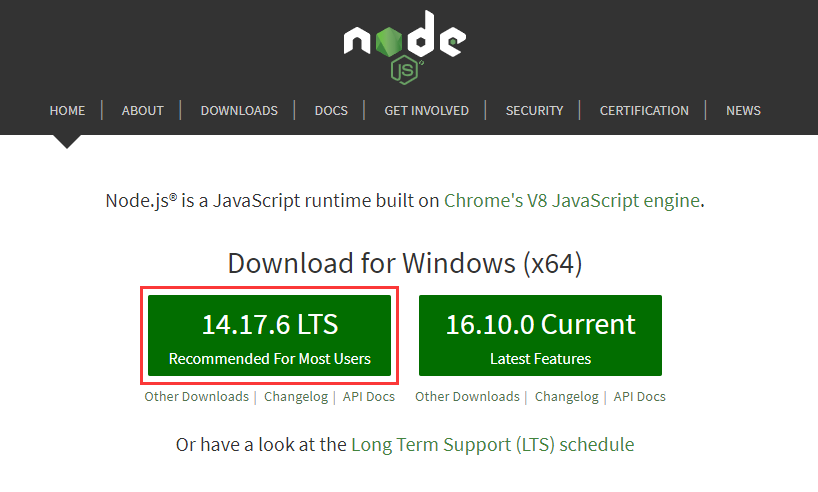 node
JS
HOME | ABOUT | DOWNLOADS | DOCS | GET INVOLVED | SECURITY | CERTIFICATION | NEWS
Node.js® is a JavaScript runtime built on Chrome's V8 JavaScript engine.
Download for Windows (x64)
14.17.6 LTS
Recommended For Most Users
16.10.0 Current
Latest Features
Other Downloads | Changelog | API Docs
Other Downloads | Changelog | API Docs
Or have a look at the Long Term Support (LTS) schedule